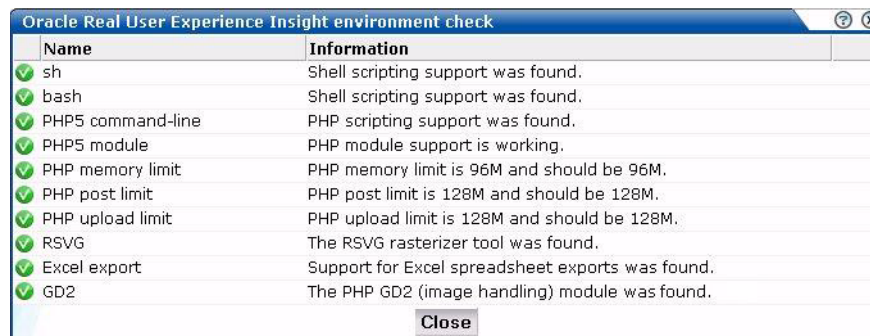 Oracle Real User Experience Insight environment check
Name Information
sh Shell scripting support was found.
bash Shell scripting support was found.
PHP5 command-line PHP scripting support was found.
PHP5 module PHP module support is working.
PHP memory limit PHP memory limit is 96M and should be 96M.
PHP post limit PHP post limit is 128M and should be 128M.
PHP upload limit PHP upload limit is 128M and should be 128M.
RSVG The RSVG rasterizer tool was found.
Excel export Support for Excel spreadsheet exports was found.
GD2 The PHP GD2 (image handling) module was found.
Close